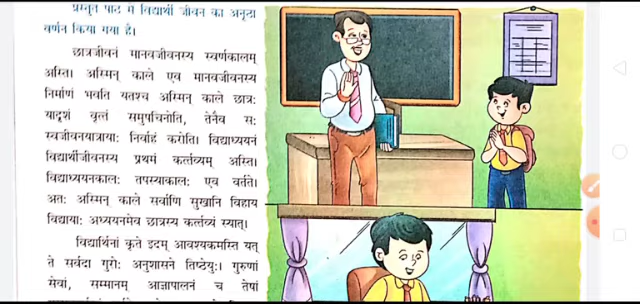 प्रस्तुत पाठ में विद्यार्थी जीवन का अनूठा
वर्णन किया गया है।
छात्रजीवनं मानवजीवनस्य स्वर्णकालम्
अस्ति। अस्मिन् काले एव मानवजीवनस्य
निर्माणं भवति यतश्च अस्मिन् काले छात्रः
यादृशं वृत्तं समुपचिनोति, तेनैव सः
स्वजीवनयात्रायाः निर्वाहं करोति। विद्याध्ययनं
विद्यार्थीजीवनस्य प्रथमं कर्त्तव्यम् अस्ति।
विद्याध्ययनकालः तपस्याकालः एव वर्तते।
अतः अस्मिन् काले सर्वाणि सुखानि विहाय
विद्यायाः अध्ययनमेव छात्रस्य कर्त्तव्यं स्यात्।
विद्यार्थिनां कृते इदम् आवश्यकमस्ति यत्
ते सर्वदा गुरोः अनुशासने तिष्ठेयुः। गुरुणां
सेवां, सम्मानम् आज्ञापालनं च तेषां